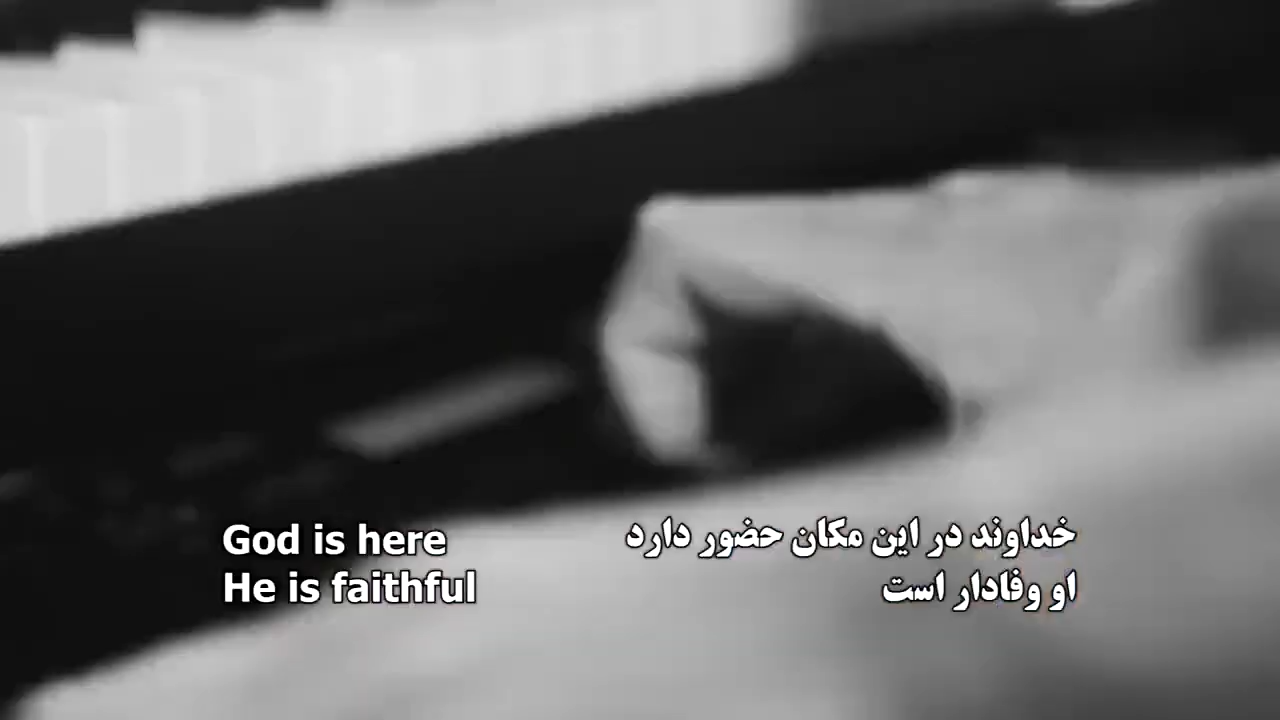 God is here
He is faithful
خداوند در این مکان حضور دارد
او وفادار است